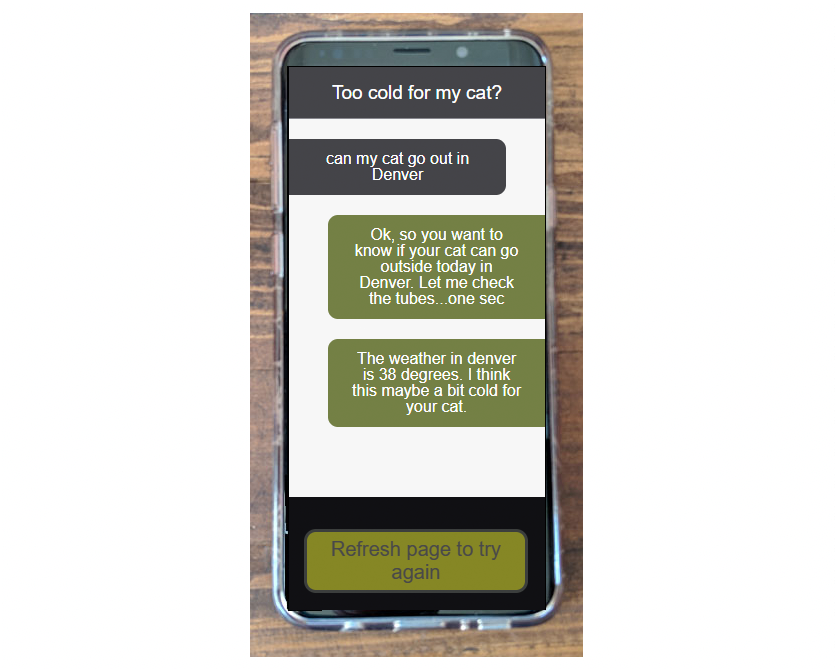 Too cold for my cat?
can my cat go out in
Denver
Ok, so you want to
know if your cat can go
outside today in
Denver. Let me check
the tubes...one sec
The weather in denver
is 38 degrees. I think
this maybe a bit cold for
your cat.
Refresh page to try
again